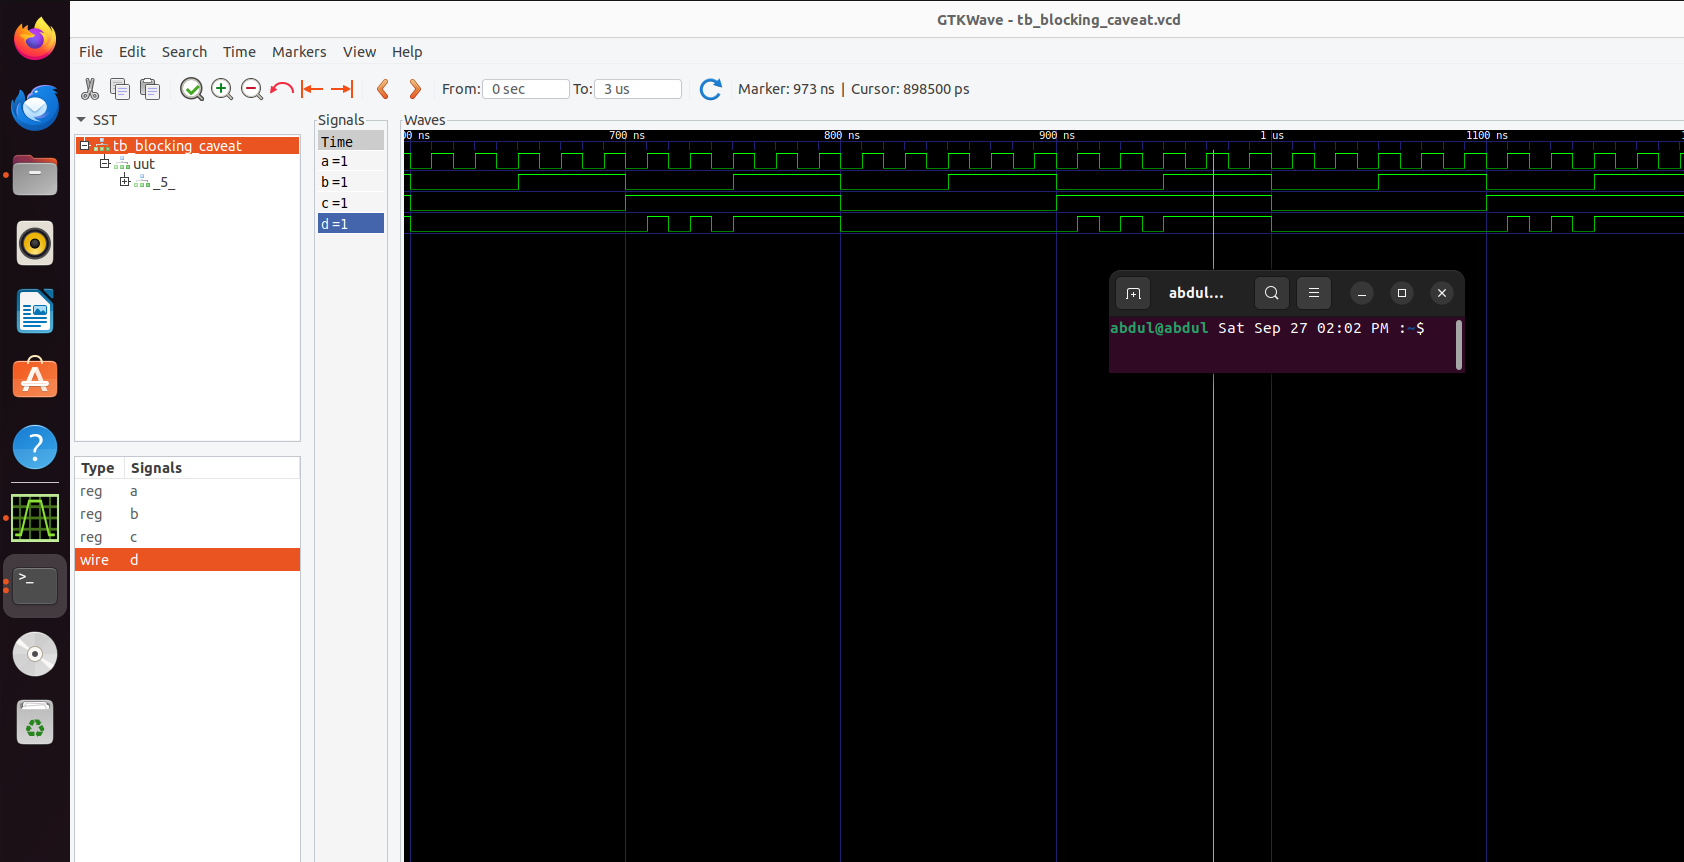 GTKWave - tb_blocking_caveat.vcd
File Edit Search Time Markers View Help
From: 0 sec To: 3 us Marker: 973 ns | Cursor: 898500 ps
SST
tb_blocking_caveat
uut
_5_
Type Signals
reg a
reg b
reg c
wire d
Signals
Time
a =1
b =1
c =1
d =1
Waves
00 ns 700 ns 800 ns 900 ns 1 us 1100 ns
abdul...
abdul@abdul Sat Sep 27 02:02 PM :~$